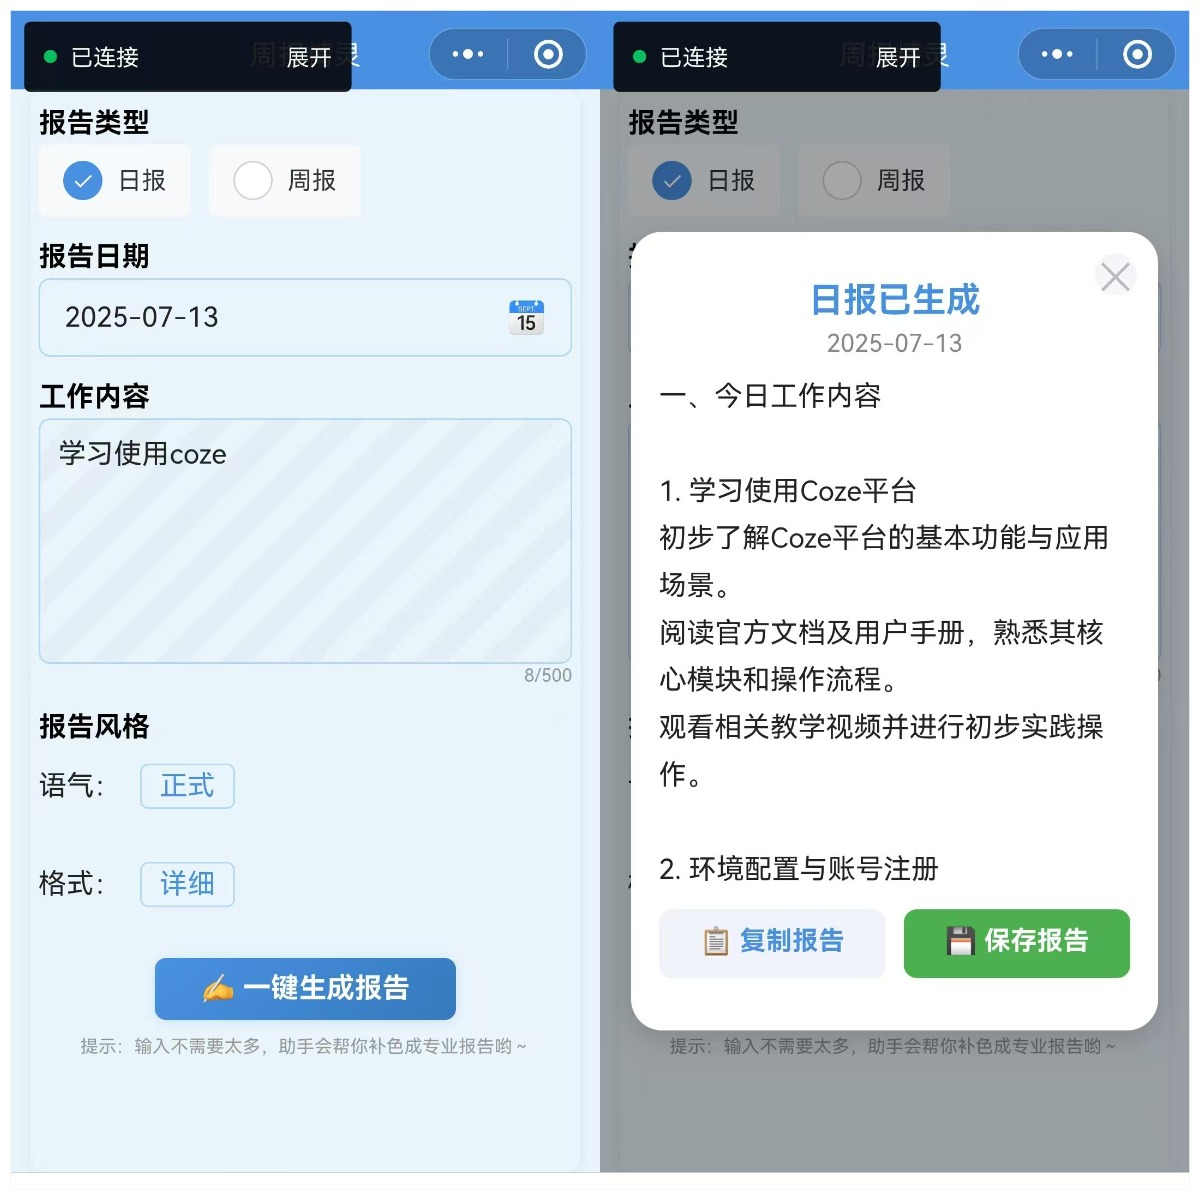 已连接
展开
报告类型
日报
周报
报告日期
2025-07-13
SEPT
15
工作内容
学习使用coze
8/500
报告风格
语气：
正式
格式：
详细
一键生成报告
提示：输入不需要太多，助手会帮你补色成专业报告哟~
已连接
展开
报告类型
日报
周报
日报已生成
2025-07-13
一、今日工作内容
1. 学习使用Coze平台
初步了解Coze平台的基本功能与应用
场景。
阅读官方文档及用户手册，熟悉其核
心模块和操作流程。
观看相关教学视频并进行初步实践操
作。
2. 环境配置与账号注册
复制报告
保存报告
提示：输入不需要太多，助手会帮你补色成专业报告哟~